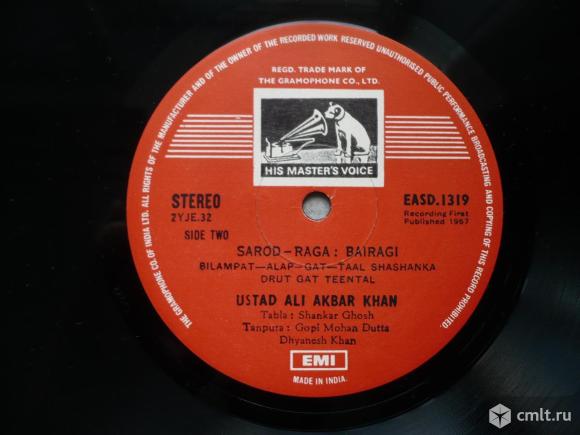 THE GRAMOPHONE CO. OF INDIA LTD. ALL RIGHTS OF THE MANUFACTURER AND OF THE OWNER OF THE RECORDED WORK RESERVED UNAUTHORISED PUBLIC PERFORMANCE BROADCASTING AND COPYING OF THIS RECORD PROHIBITED.
REGD. TRADE MARK OF
THE GRAMOPHONE CO., LTD.
HIS MASTER'S VOICE
STEREO
2YJE.32
SIDE TWO
EASD.1319
Recording First
Published 1967
SAROD-RAGA : BAIRAGI
BILAMPAT-ALAP-GAT-TAAL SHASHANKA
DRUT GAT TEENTAL
USTAD ALI AKBAR KHAN
Tabla : Shankar Ghosh
Tanpura : Gopi Mohan Dutta
Dhyanesh Khan
EMI
MADE IN INDIA.
cmlt.ru